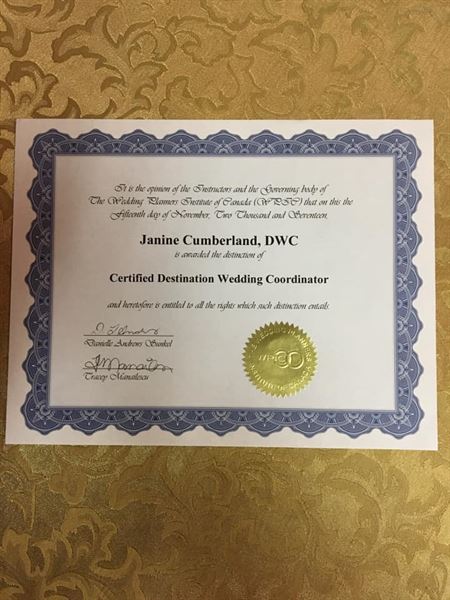 It is the opinion of the Instructors and the Governing body of
The Wedding Planners Institute of Canada (WPIC) that on this the
Fifteenth day of November, Two Thousand and Seventeen,
Janine Cumberland, DWC
is awarded the distinction of
Certified Destination Wedding Coordinator
and heretofore is entitled to all the rights which such distinction entails.
Danielle Andrews Sunkel
Tracey Manailescu